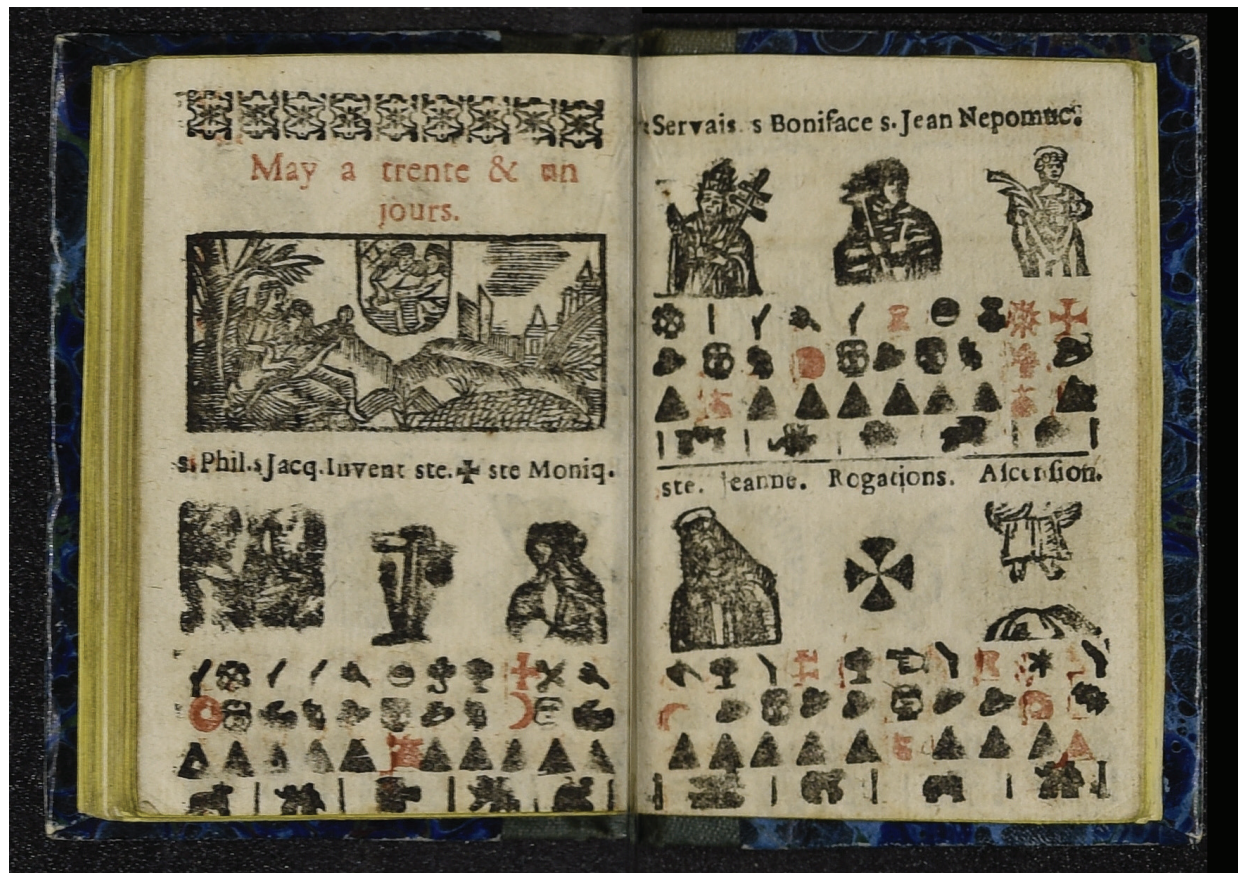 May a trente & un
jours.
s. Phil. s Jacq. Invent ste. ✠ ste Moniq.
Servais s Boniface s. Jean Nepomuc.
ste. Jeanne. Rogations. Ascension.